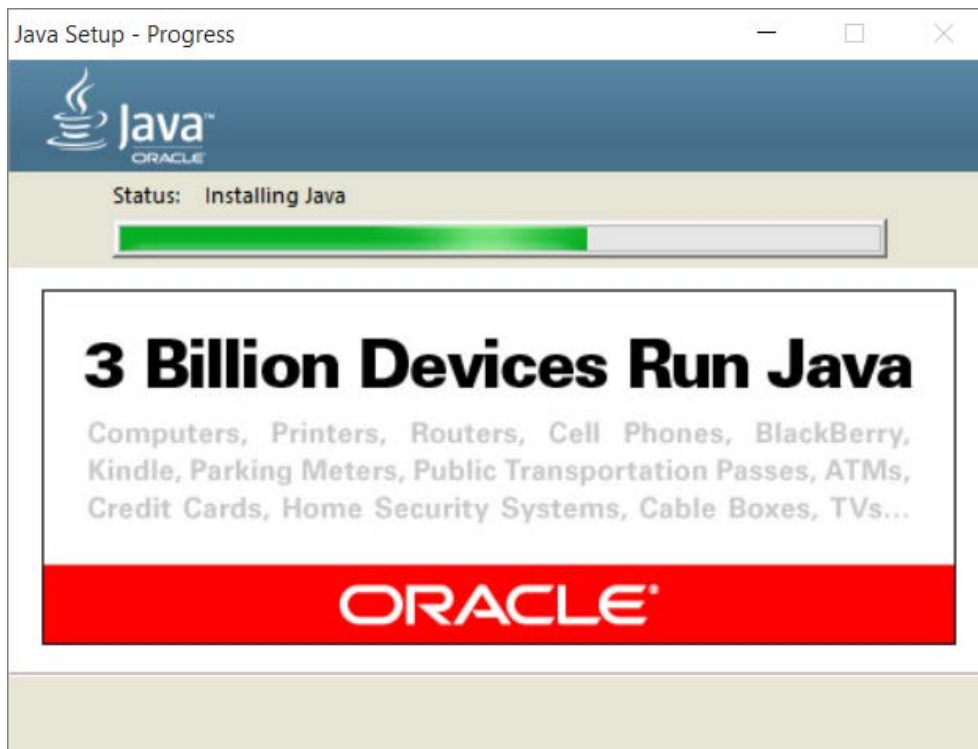 Java Setup - Progress
Java™
ORACLE
Status: Installing Java
3 Billion Devices Run Java
Computers, Printers, Routers, Cell Phones, BlackBerry,
Kindle, Parking Meters, Public Transportation Passes, ATMs,
Credit Cards, Home Security Systems, Cable Boxes, TVs...
ORACLE®